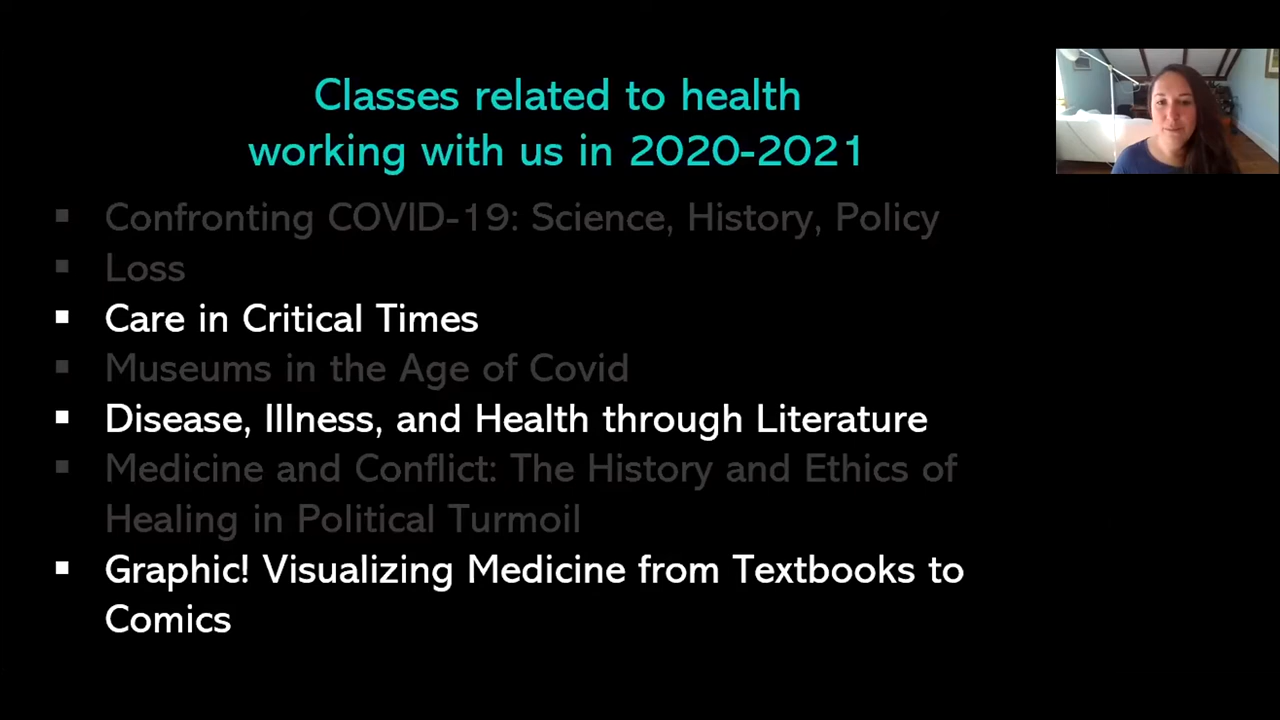 Classes related to health
working with us in 2020-2021
▪ Confronting COVID-19: Science, History, Policy
▪ Loss
▪ Care in Critical Times
▪ Museums in the Age of Covid
▪ Disease, Illness, and Health through Literature
▪ Medicine and Conflict: The History and Ethics of
Healing in Political Turmoil
▪ Graphic! Visualizing Medicine from Textbooks to
Comics